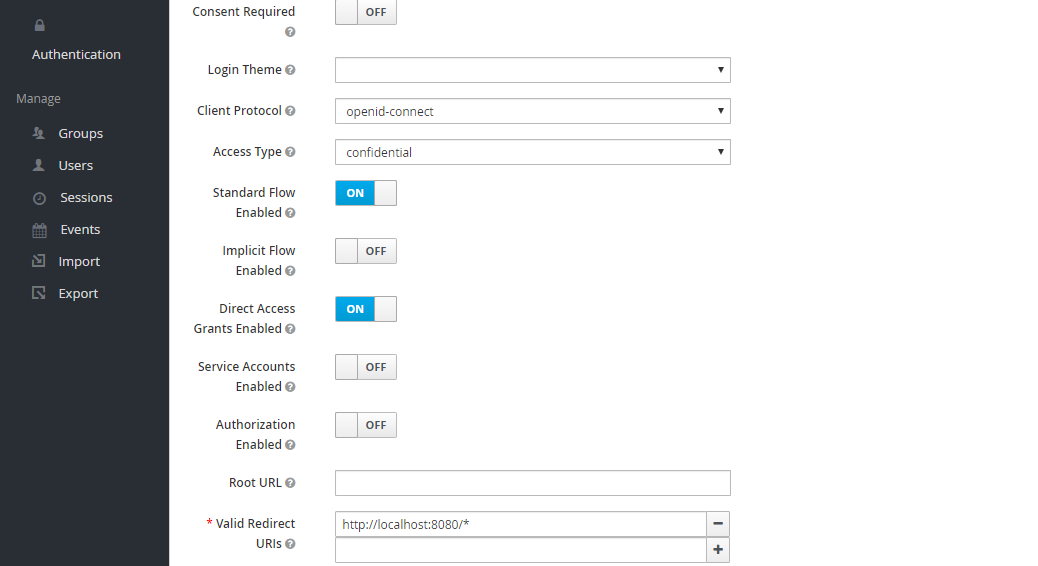 Authentication
Manage
Groups
Users
Sessions
Events
Import
Export
Consent Required
OFF
Login Theme
Client Protocol
openid-connect
Access Type
confidential
Standard Flow
Enabled
ON
Implicit Flow
Enabled
OFF
Direct Access
Grants Enabled
ON
Service Accounts
Enabled
OFF
Authorization
Enabled
OFF
Root URL
* Valid Redirect
URIs
http://localhost:8080/*